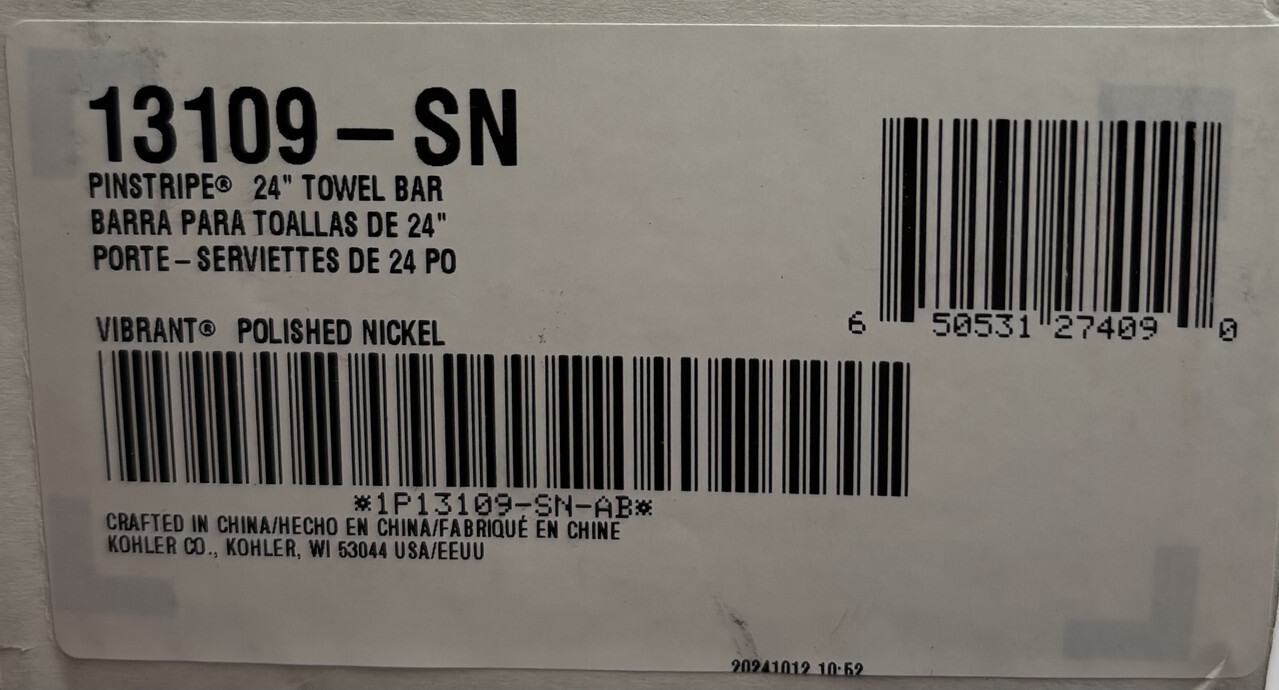 13109-SN
PINSTRIPE® 24" TOWEL BAR
BARRA PARA TOALLAS DE 24"
PORTE-SERVIETTES DE 24 PO
VIBRANT® POLISHED NICKEL
6 50531 27409 0
*1P13109-SN-AB*
CRAFTED IN CHINA/HECHO EN CHINA/FABRIQUÉ EN CHINE
KOHLER CO., KOHLER, WI 53044 USA/EEUU
20241012 10:52